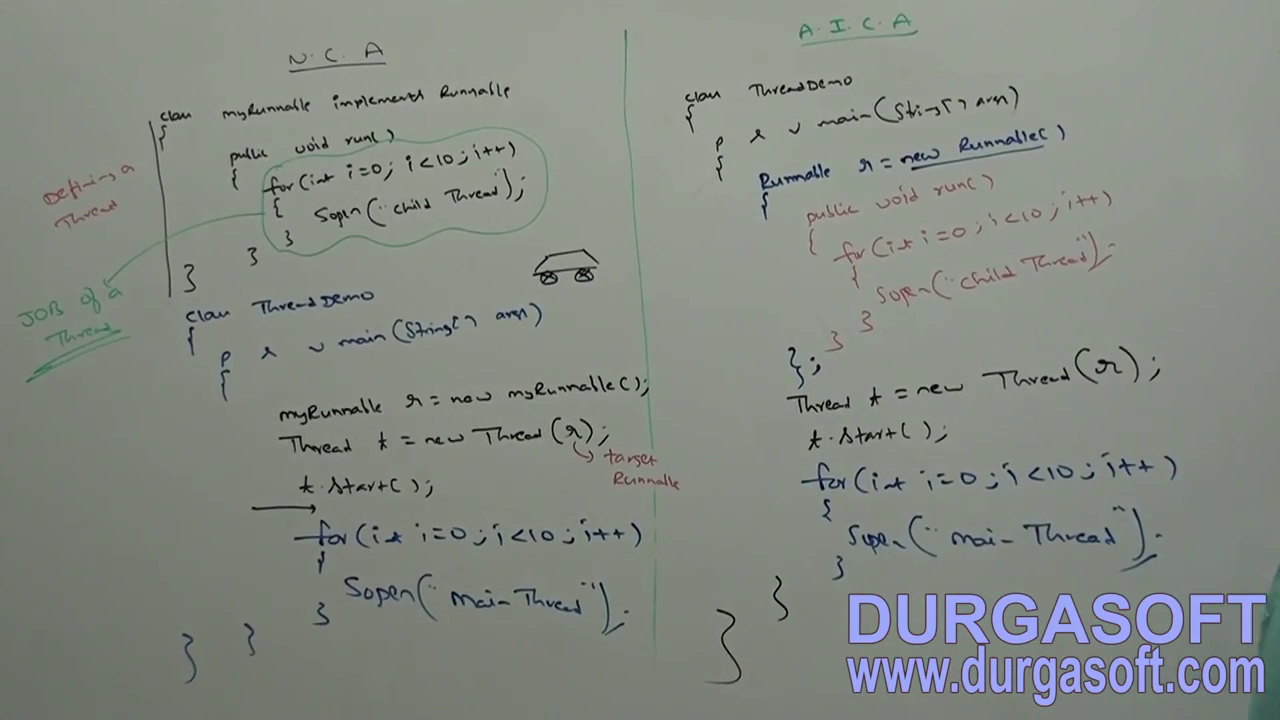 N.C.A
class myRunnable implements Runnable
{
public void run()
{
for(int i=0; i<10; i++)
{
Sopln("child Thread");
}
}
}
Defining a
Thread
JOB of a
Thread
class ThreadDemo
{
p s v main(String[] args)
{
myRunnable r = new myRunnable();
Thread t = new Thread(r);
target
Runnable
t.start();
for(int i=0; i<10; i++)
{
Sopln("main Thread");
}
}
}
A.I.C.A
class ThreadDemo
{
p s v main(String[] args)
{
Runnable r = new Runnable()
{
public void run()
{
for(int i=0; i<10; i++)
{
Sopln("child Thread");
}
}
};
Thread t = new Thread(r);
t.start();
for(int i=0; i<10; i++)
{
Sopln("main Thread");
}
}
}
DURGASOFT
www.durgasoft.com